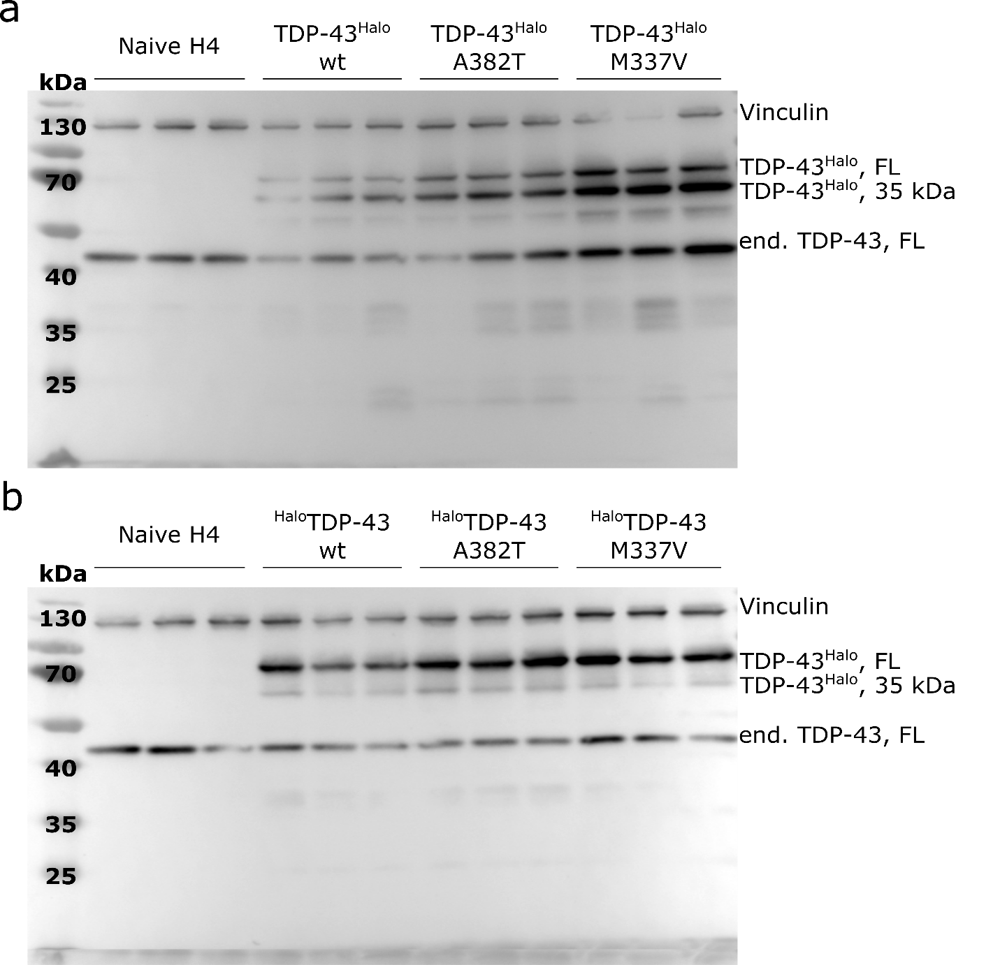 a
Naive H4
TDP-43Halo
wt
TDP-43Halo
A382T
TDP-43Halo
M337V
kDa
130
70
40
35
25
Vinculin
TDP-43Halo, FL
TDP-43Halo, 35 kDa
end. TDP-43, FL
b
Naive H4
HaloTDP-43
wt
HaloTDP-43
A382T
HaloTDP-43
M337V
kDa
130
70
40
35
25
Vinculin
TDP-43Halo, FL
TDP-43Halo, 35 kDa
end. TDP-43, FL